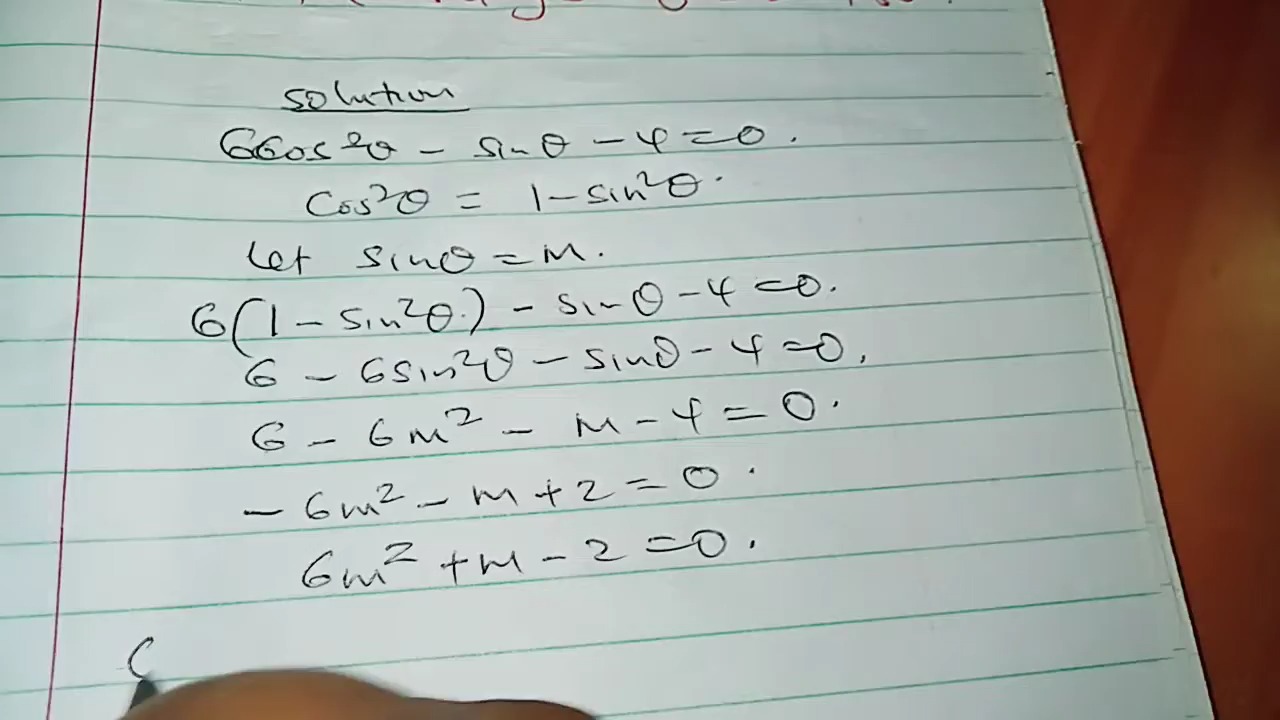 solution
6cos²θ - sinθ - 4 = 0.
cos²θ = 1 - sin²θ.
Let sinθ = m.
6(1 - sin²θ) - sinθ - 4 = 0.
6 - 6sin²θ - sinθ - 4 = 0.
6 - 6m² - m - 4 = 0.
- 6m² - m + 2 = 0.
6m² + m - 2 = 0.
(